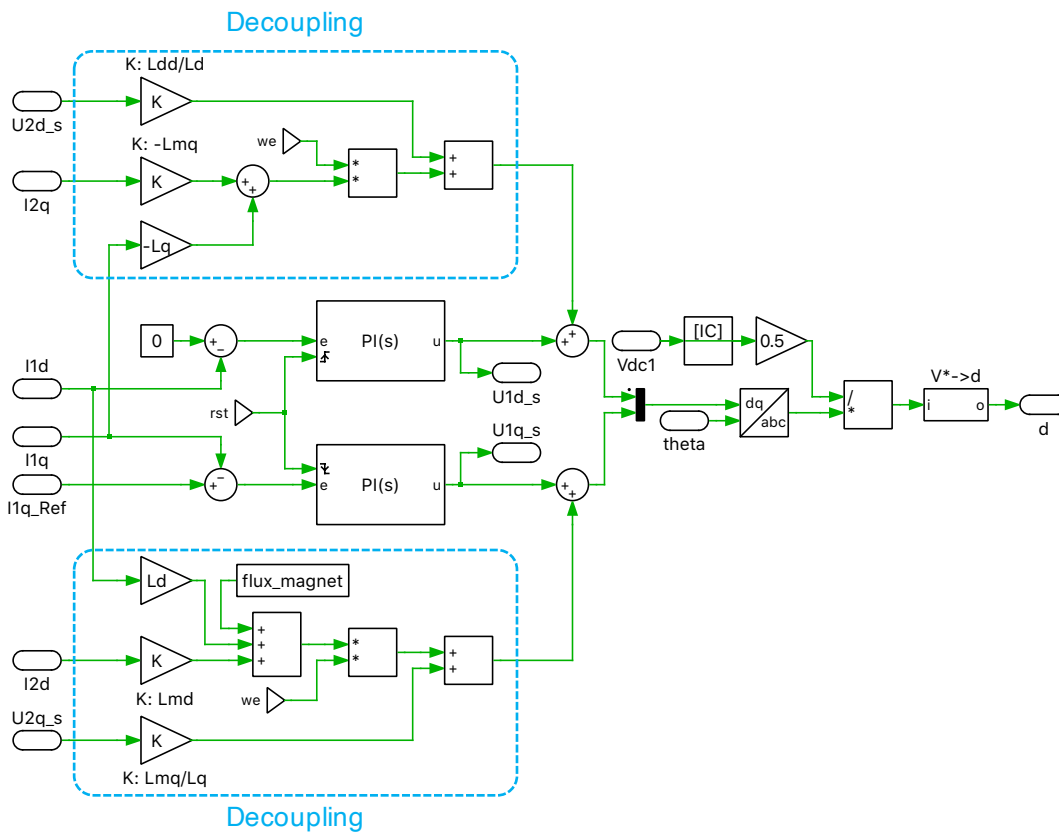 Decoupling
K: Ldd/Ld
K
U2d_s
K: -Lmq
we
*
*
+
+
K
+
+
I2q
-Lq
0
+
−
e
PI(s)
u
+
+
Vdc1
[IC]
0.5
I1d
U1d_s
V*->d
rst
dq
abc
/
*
i
o
d
theta
I1q
U1q_s
−
+
e
PI(s)
u
+
+
I1q_Ref
Ld
flux_magnet
+
+
+
*
*
+
+
K
I2d
K: Lmd
we
U2q_s
K
K: Lmq/Lq
Decoupling